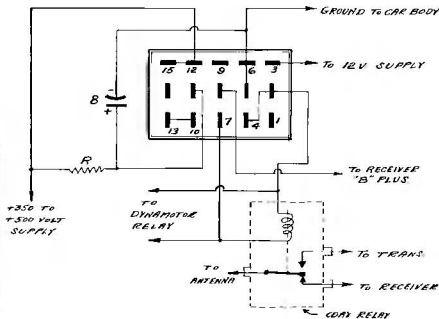 GROUND TO CAR BODY
15 12 9 6 3
TO 12V SUPPLY
B
+
13 10 7 4 1
R
TO RECEIVER
"B" PLUS
+350 TO
+500 VOLT
SUPPLY
TO
DYNAMOTOR
RELAY
TO TRANS
TO
ANTENNA
TO RECEIVER
COAX RELAY